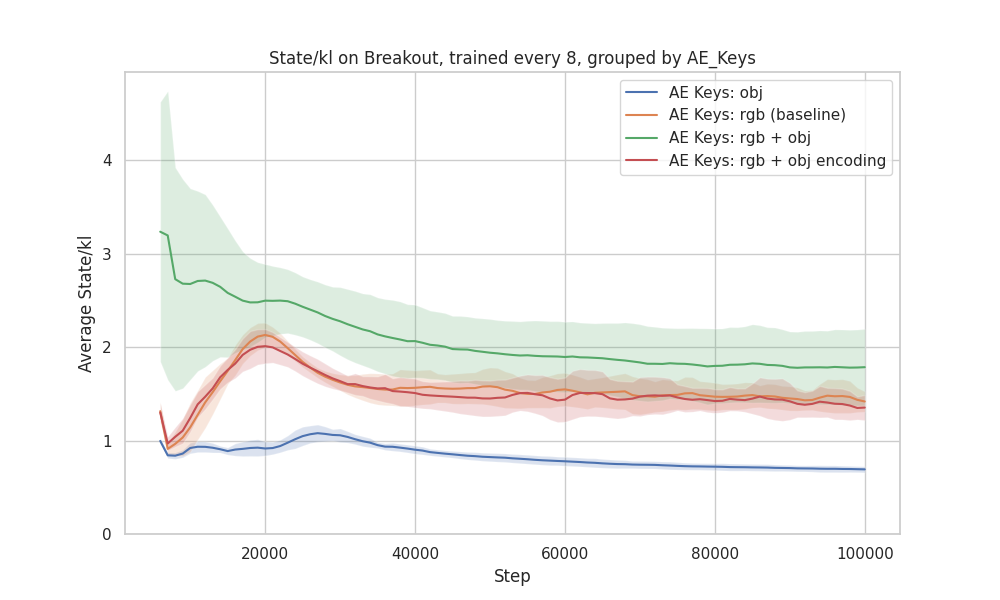 State/kl on Breakout, trained every 8, grouped by AE_Keys
AE Keys: obj
AE Keys: rgb (baseline)
AE Keys: rgb + obj
AE Keys: rgb + obj encoding
Average State/kl
4
3
2
1
0
20000
40000
60000
80000
100000
Step